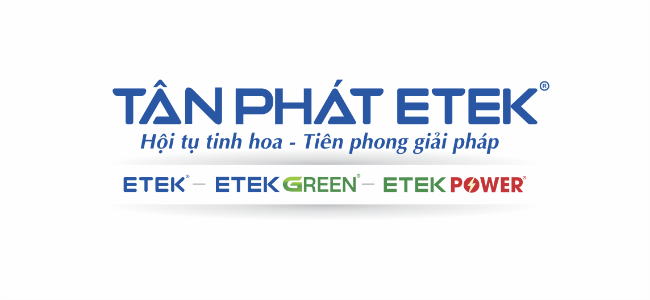 TÂN PHÁT ETEK®
Hội tụ tinh hoa - Tiên phong giải pháp
ETEK® — ETEK GREEN® — ETEK POWER®